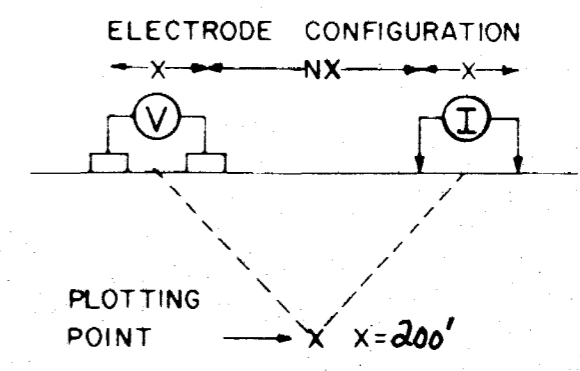 ELECTRODE CONFIGURATION
X NX X
V I
PLOTTING
POINT X X=200'